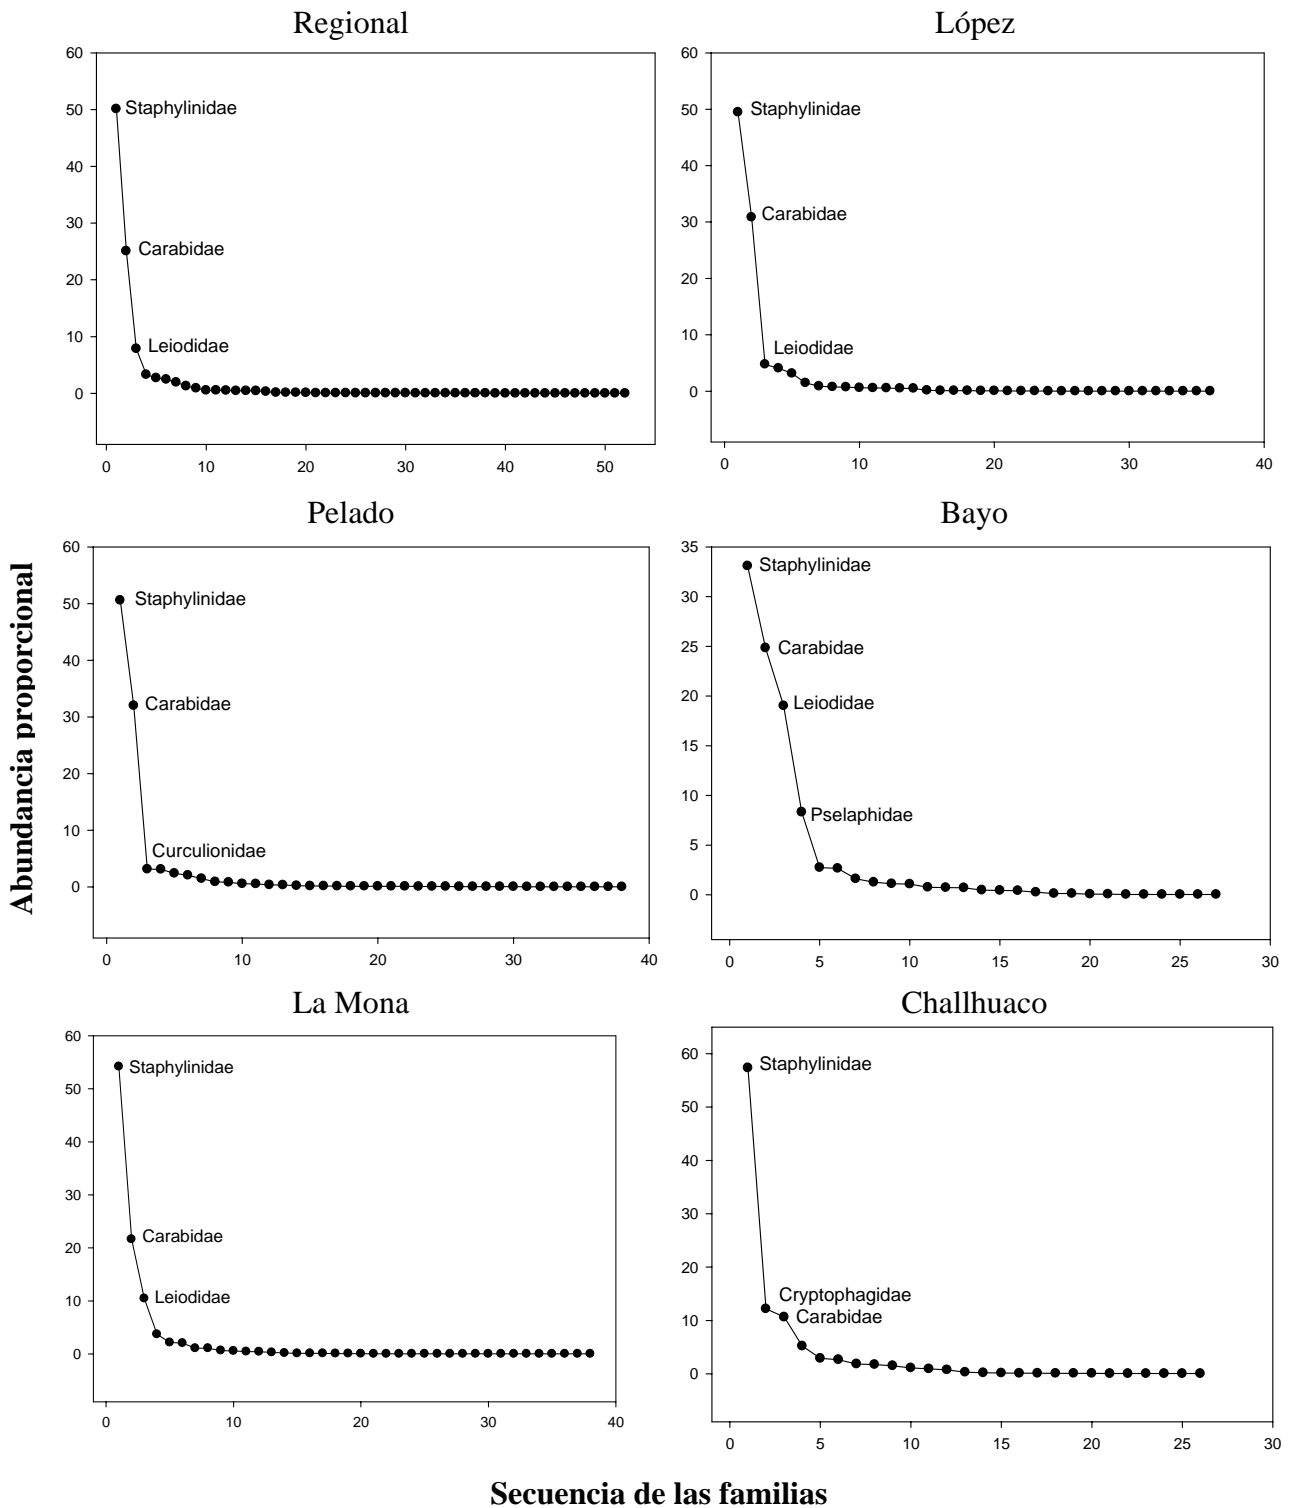 Regional
60
50
40
30
20
10
0
Staphylinidae
Carabidae
Leiodidae
0 10 20 30 40 50
López
60
50
40
30
20
10
0
Staphylinidae
Carabidae
Leiodidae
0 10 20 30 40
Abundancia proporcional
Pelado
60
50
40
30
20
10
0
Staphylinidae
Carabidae
Curculionidae
0 10 20 30 40
Bayo
35
30
25
20
15
10
5
0
Staphylinidae
Carabidae
Leiodidae
Pselaphidae
0 5 10 15 20 25 30
La Mona
60
50
40
30
20
10
0
Staphylinidae
Carabidae
Leiodidae
0 10 20 30 40
Challhuaco
60
50
40
30
20
10
0
Staphylinidae
Cryptophagidae
Carabidae
0 5 10 15 20 25 30
Secuencia de las familias